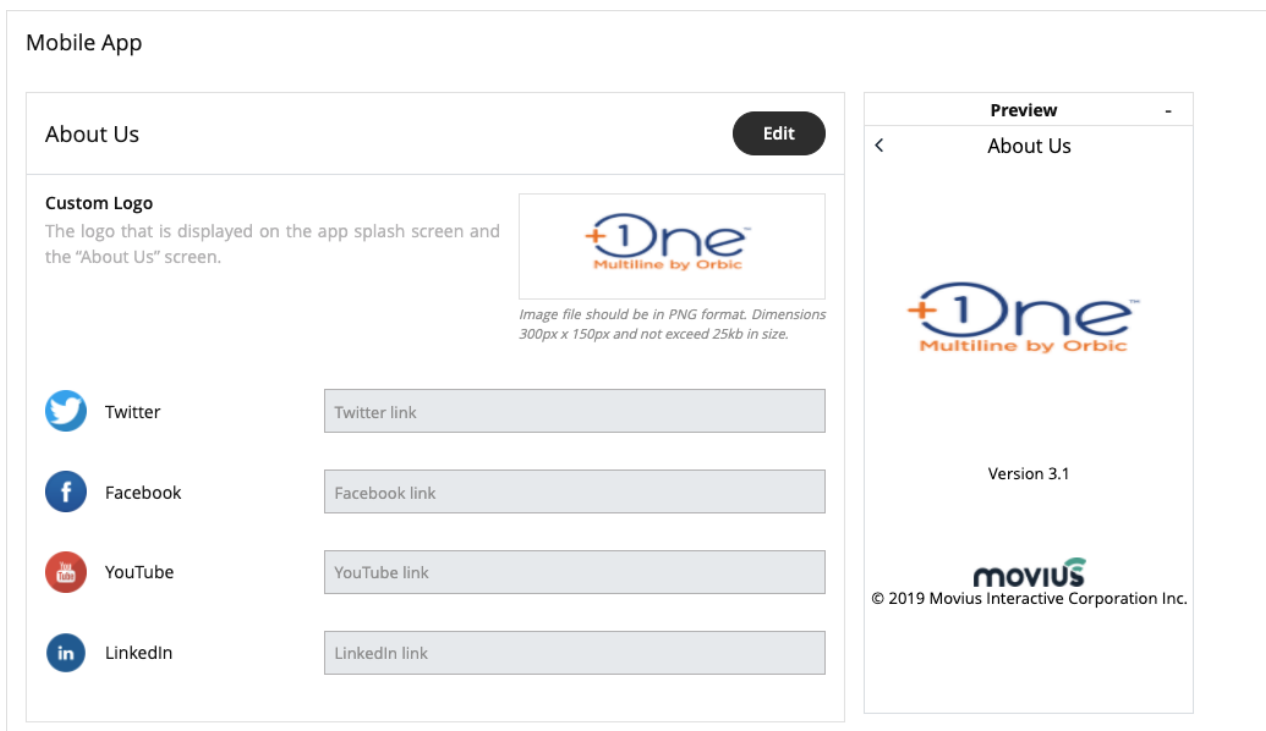 Mobile App
About Us
Edit
Custom Logo
The logo that is displayed on the app splash screen and
the “About Us” screen.
+1One™
Multiline by Orbic
Image file should be in PNG format. Dimensions
300px x 150px and not exceed 25kb in size.
Twitter
Twitter link
f
Facebook
Facebook link
You
Tube
YouTube
YouTube link
in
LinkedIn
LinkedIn link
Preview -
< About Us
+1One™
Multiline by Orbic
Version 3.1
movius
© 2019 Movius Interactive Corporation Inc.